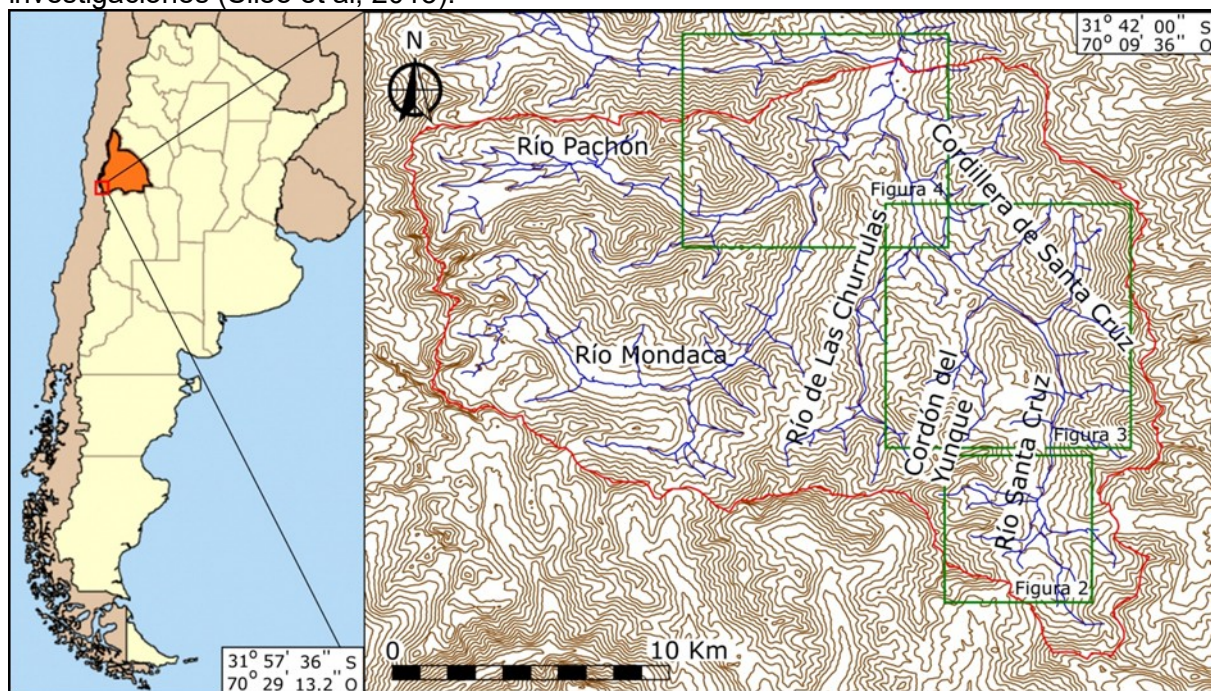 investigaciones (Sileo et al, 2015).
N
31° 42' 00" S
70° 09' 36" O
Río Pachón
Cordillera de Santa Cruz
Figura 4
Río de Las Churrulas
Río Mondaca
Cordón del
Yunque
Río Santa Cruz
Figura 3
Figura 2
0 10 Km
31° 57' 36" S
70° 29' 13.2" O